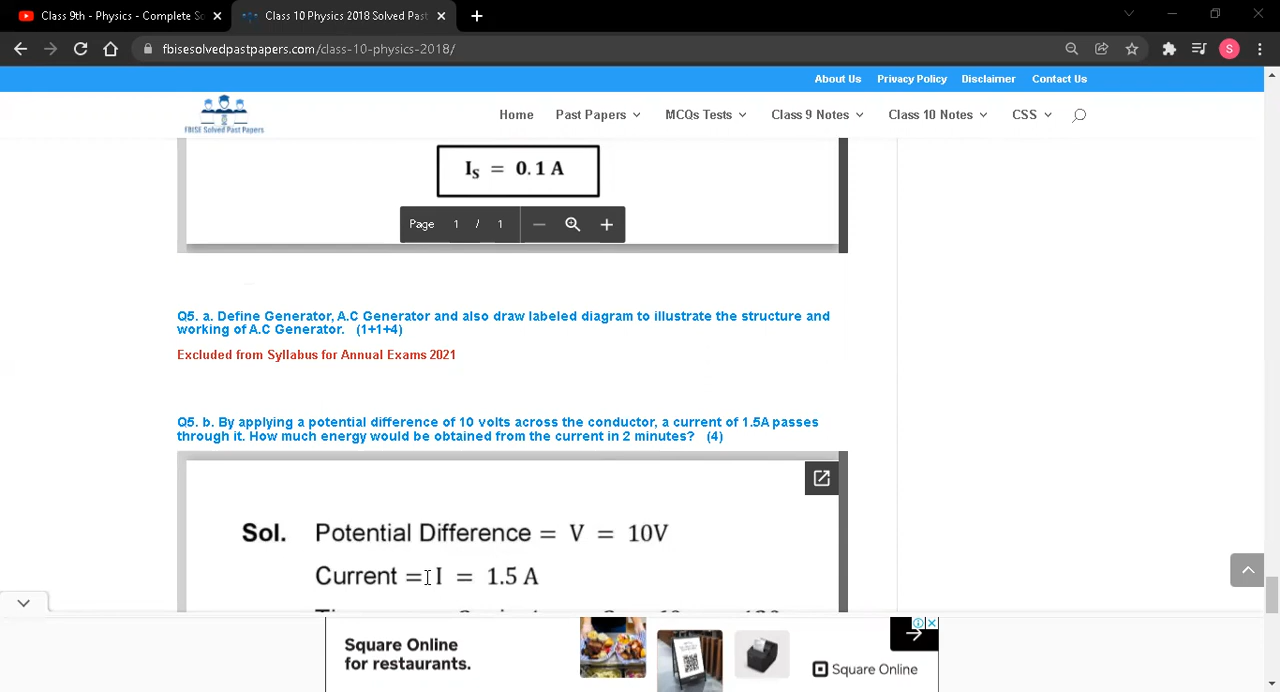 Class 9th - Physics - Complete So
Class 10 Physics 2018 Solved Past
fbisesolvedpastpapers.com/class-10-physics-2018/
S
About Us Privacy Policy Disclaimer Contact Us
FBISE Solved Past Papers
Home Past Papers MCQs Tests Class 9 Notes Class 10 Notes CSS
I_S = 0.1 A
Page 1 / 1
Q5. a. Define Generator, A.C Generator and also draw labeled diagram to illustrate the structure and
working of A.C Generator. (1+1+4)
Excluded from Syllabus for Annual Exams 2021
Q5. b. By applying a potential difference of 10 volts across the conductor, a current of 1.5A passes
through it. How much energy would be obtained from the current in 2 minutes? (4)
Sol. Potential Difference = V = 10V
Current = I = 1.5 A
Square Online
for restaurants.
Square Online